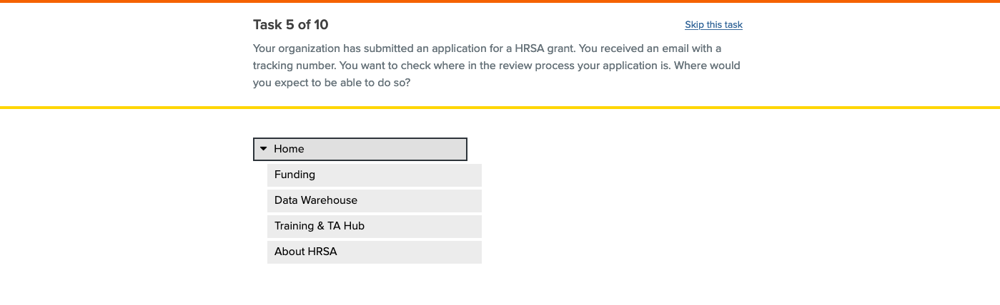 Task 5 of 10
Skip this task
Your organization has submitted an application for a HRSA grant. You received an email with a
tracking number. You want to check where in the review process your application is. Where would
you expect to be able to do so?
Home
Funding
Data Warehouse
Training & TA Hub
About HRSA